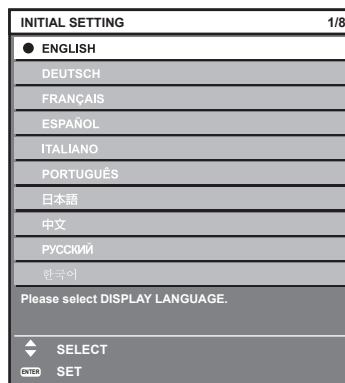 INITIAL SETTING 1/8
ENGLISH
DEUTSCH
FRANÇAIS
ESPAÑOL
ITALIANO
PORTUGUÊS
日本語
中文
РУССКИЙ
한국어
Please select DISPLAY LANGUAGE.
SELECT
ENTER SET